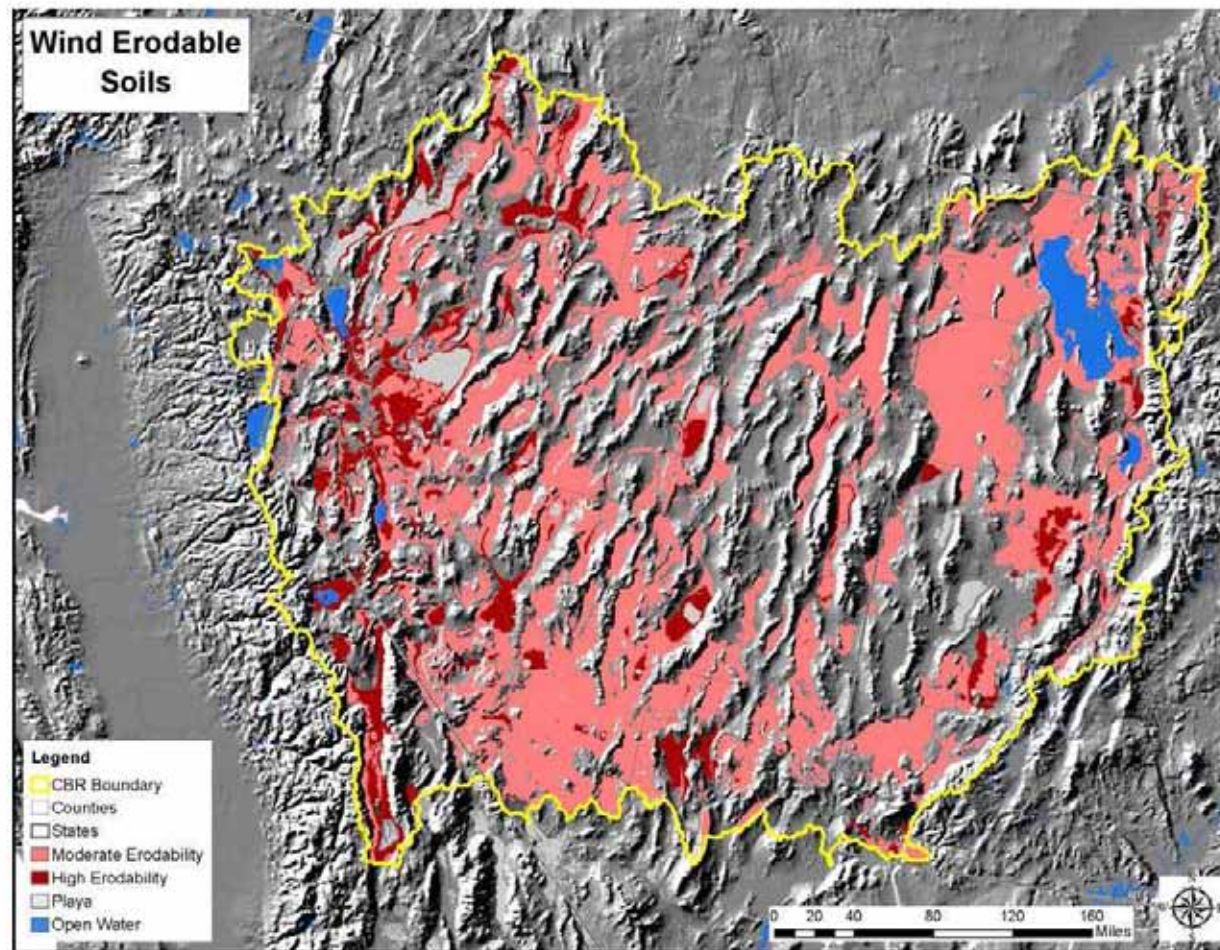 Wind Erodable
Soils
Legend
CBR Boundary
Counties
States
Moderate Erodability
High Erodability
Playa
Open Water
0 20 40 80 120 160
Miles